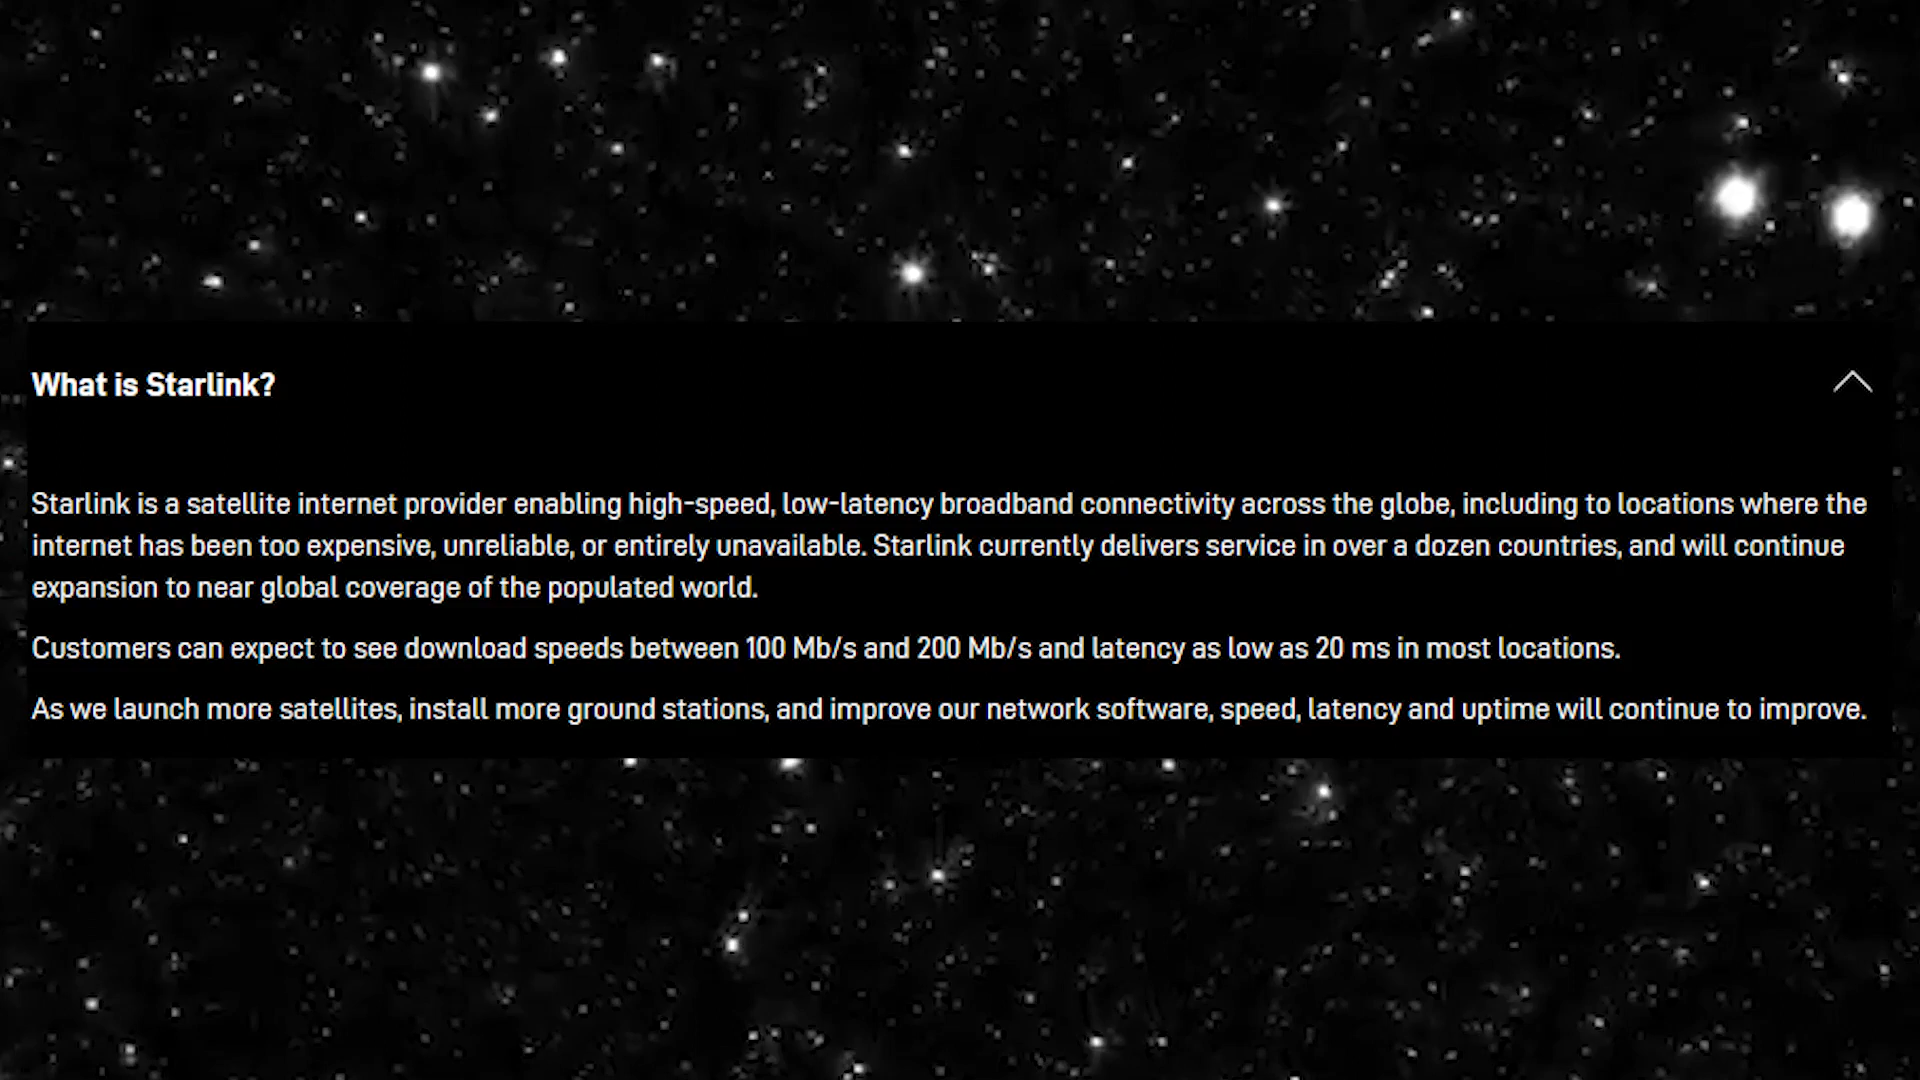 What is Starlink?
Starlink is a satellite internet provider enabling high-speed, low-latency broadband connectivity across the globe, including to locations where the
internet has been too expensive, unreliable, or entirely unavailable. Starlink currently delivers service in over a dozen countries, and will continue
expansion to near global coverage of the populated world.
Customers can expect to see download speeds between 100 Mb/s and 200 Mb/s and latency as low as 20 ms in most locations.
As we launch more satellites, install more ground stations, and improve our network software, speed, latency and uptime will continue to improve.